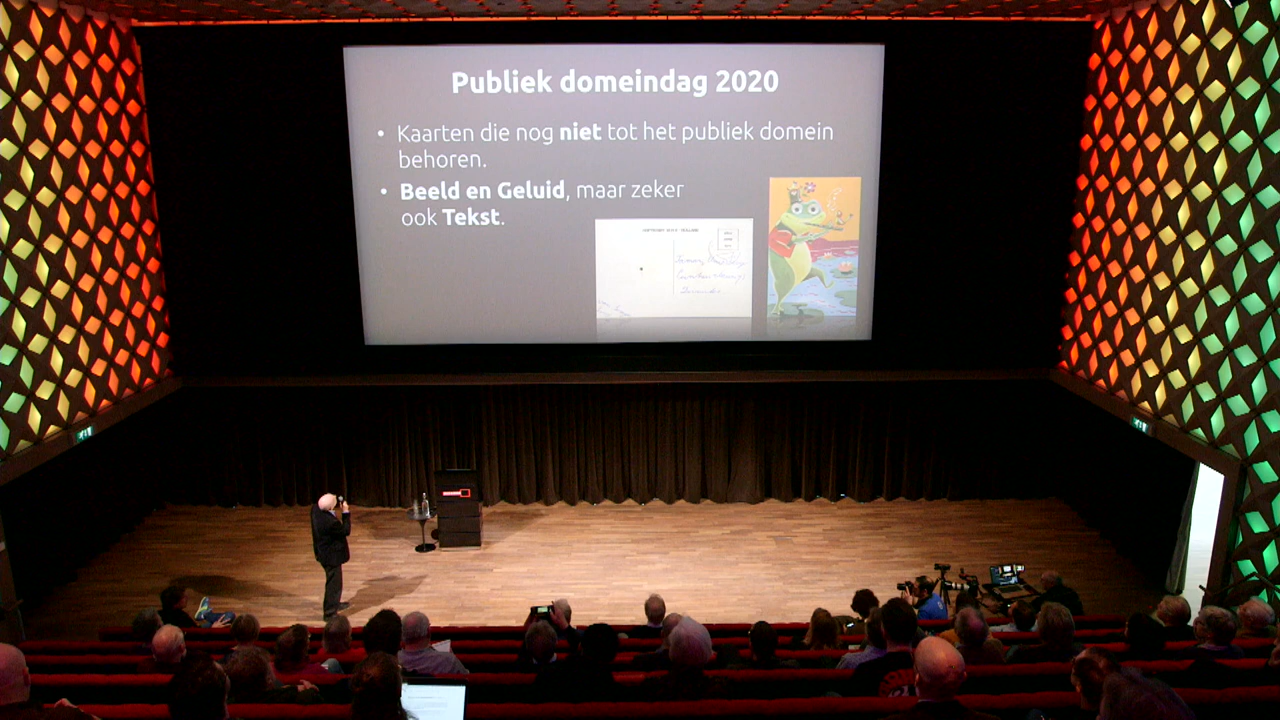 Publiek domeindag 2020
• Kaarten die nog niet tot het publiek domein
behoren.
• Beeld en Geluid, maar zeker
ook Tekst.